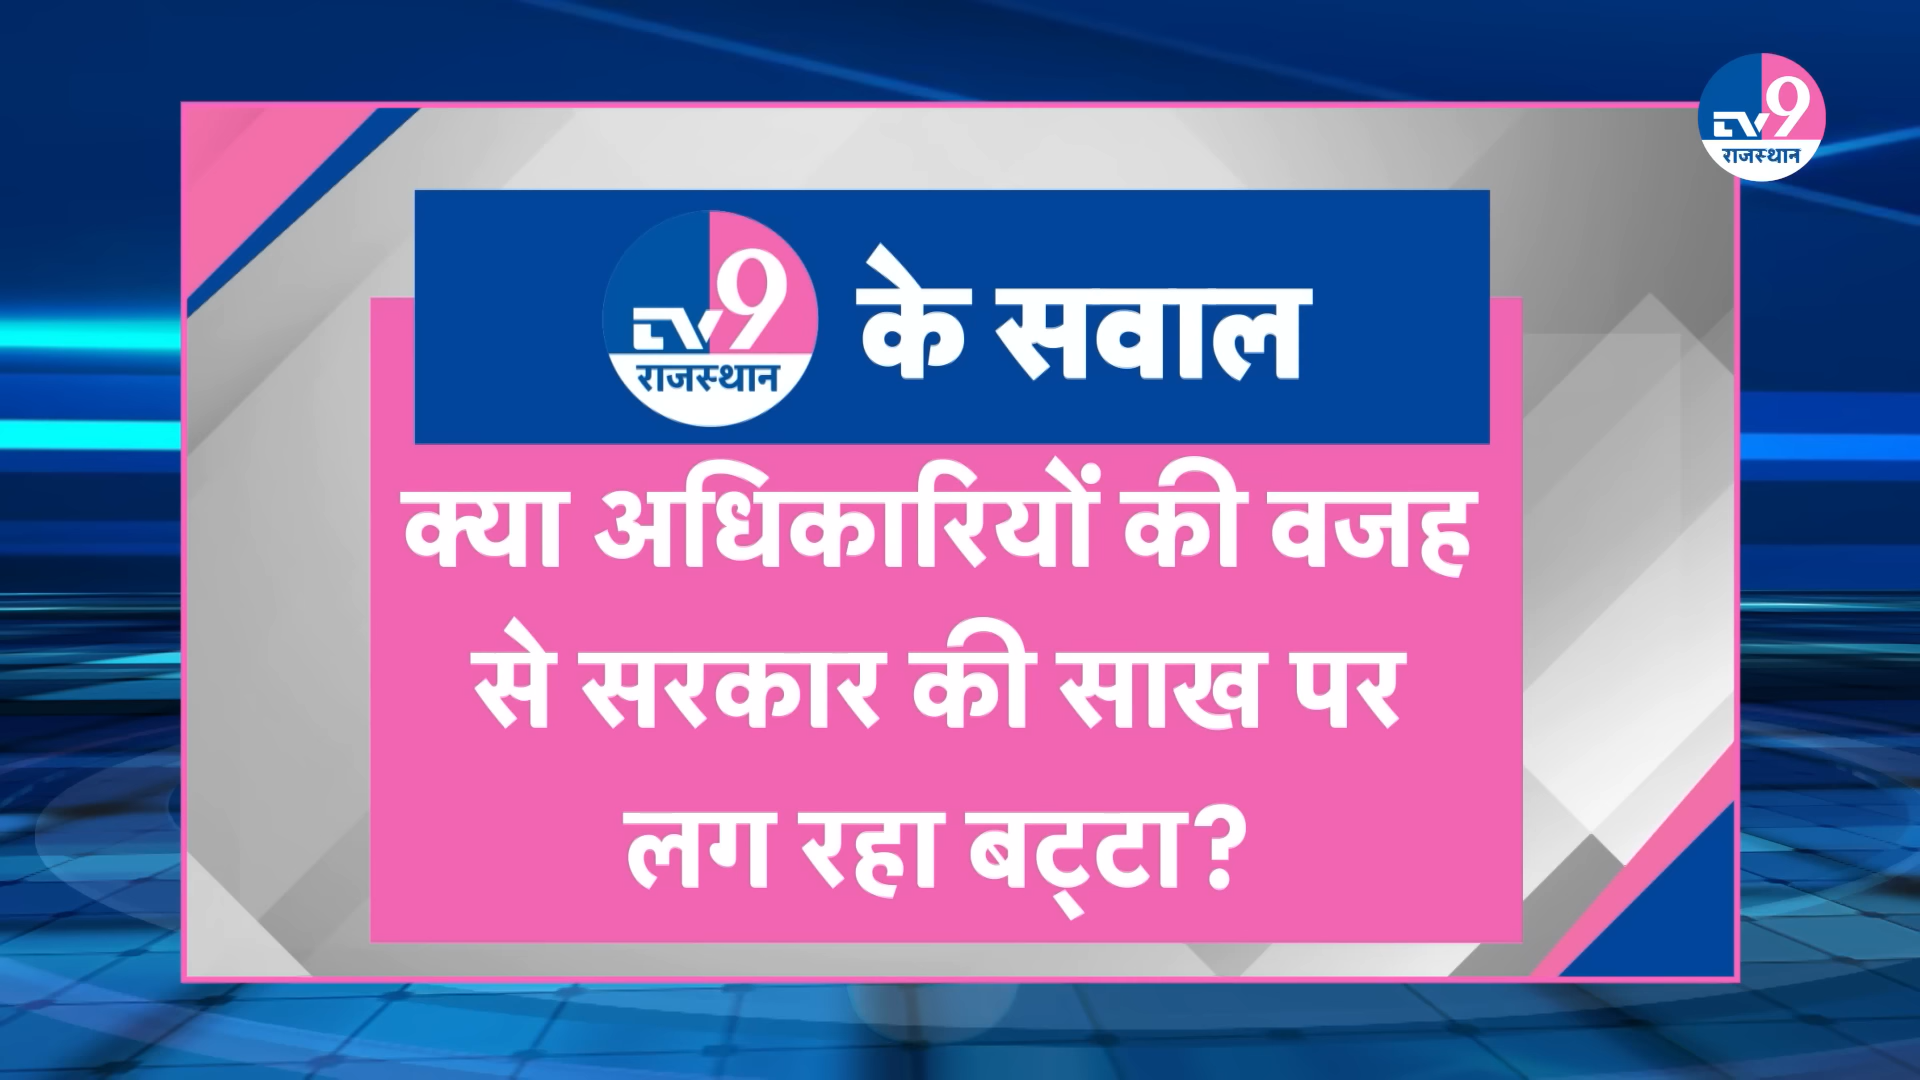 TV9
राजस्थान
TV9 के सवाल
राजस्थान
क्या अधिकारियों की वजह
से सरकार की साख पर
लग रहा बट्टा?